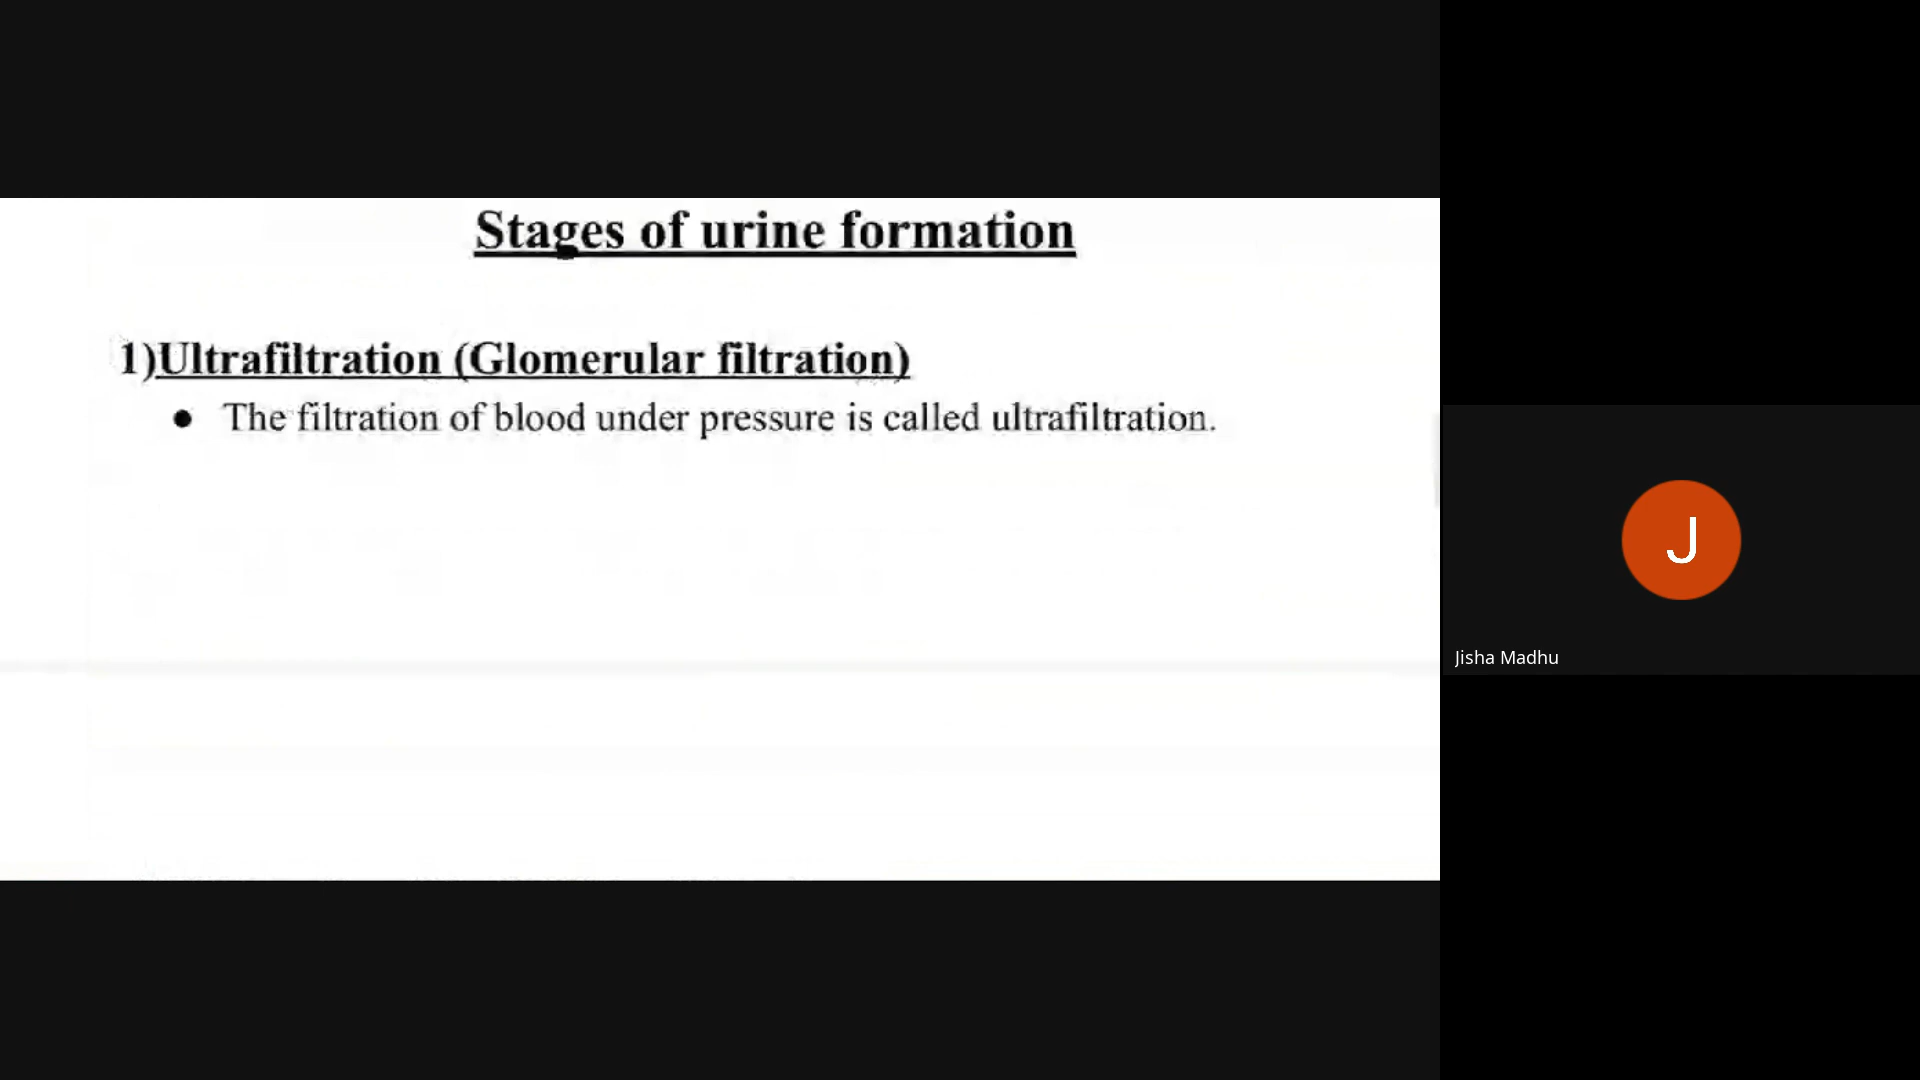 Stages of urine formation
1)Ultrafiltration (Glomerular filtration)
● The filtration of blood under pressure is called ultrafiltration.
J
Jisha Madhu